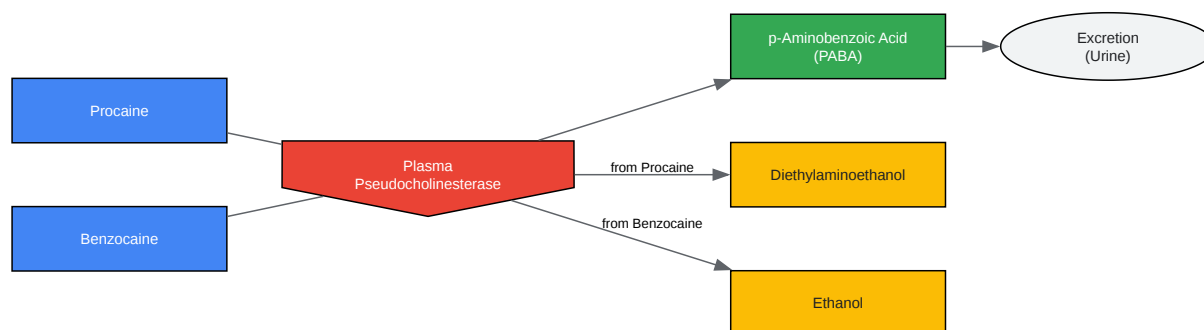 Procaine
Benzocaine
Plasma
Pseudocholinesterase
from Procaine
from Benzocaine
p-Aminobenzoic Acid
(PABA)
Diethylaminoethanol
Ethanol
Excretion
(Urine)